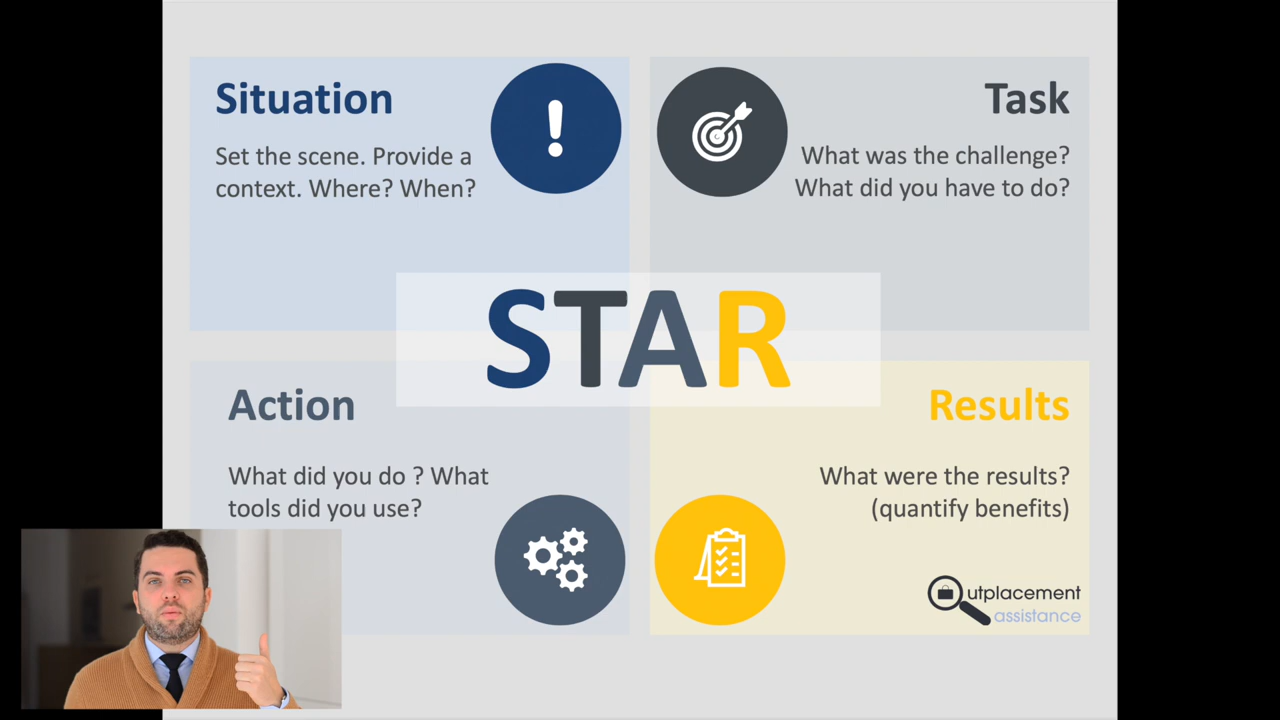 Situation
Set the scene. Provide a
context. Where? When?
Task
What was the challenge?
What did you have to do?
STAR
Action
What did you do ? What
tools did you use?
Results
What were the results?
(quantify benefits)
utplacement
assistance